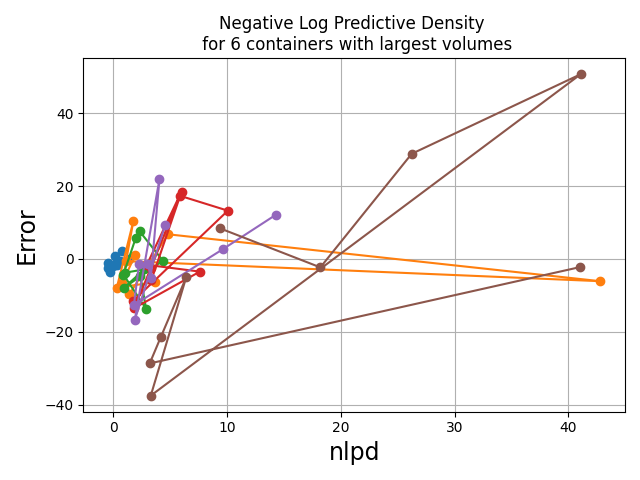 Negative Log Predictive Density
for 6 containers with largest volumes
Error
40
20
0
−20
−40
0 10 20 30 40
nlpd